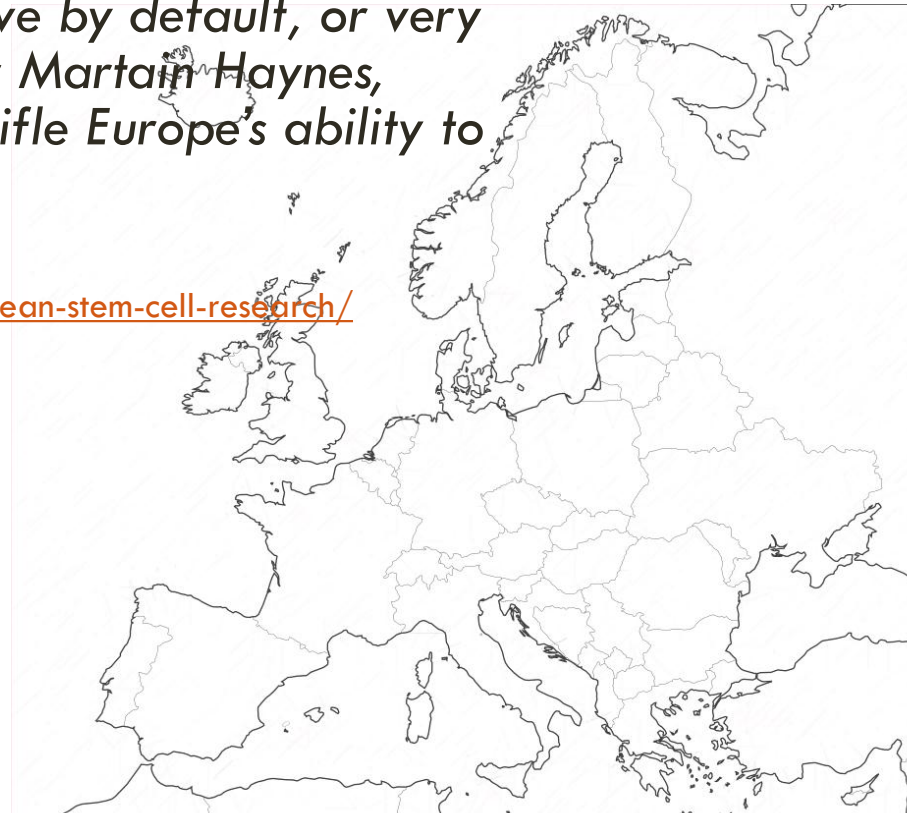 ve by default, or very
Martain Haynes,
ifle Europe's ability to
ean-stem-cell-research/